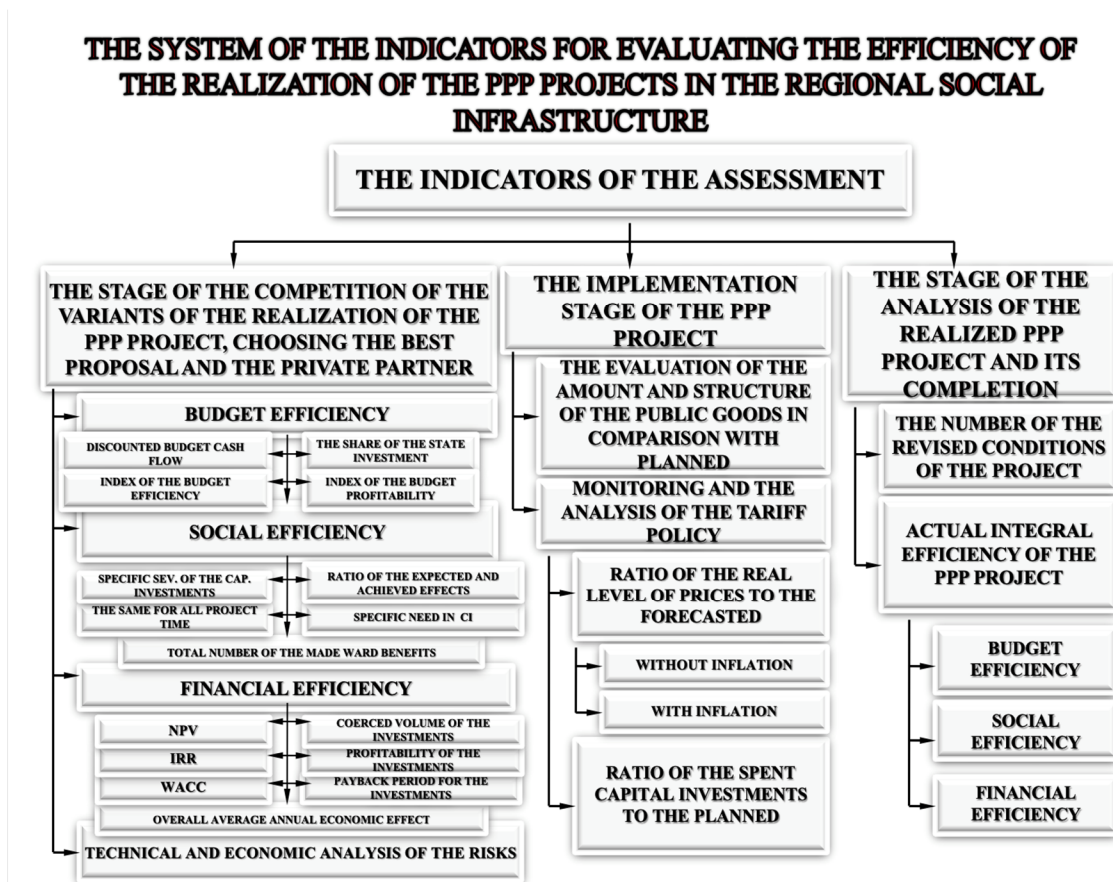 THE SYSTEM OF THE INDICATORS FOR EVALUATING THE EFFICIENCY OF
THE REALIZATION OF THE PPP PROJECTS IN THE REGIONAL SOCIAL
INFRASTRUCTURE
THE INDICATORS OF THE ASSESSMENT
THE STAGE OF THE COMPETITION OF THE
VARIANTS OF THE REALIZATION OF THE
PPP PROJECT, CHOOSING THE BEST
PROPOSAL AND THE PRIVATE PARTNER
BUDGET EFFICIENCY
DISCOUNTED BUDGET CASH
FLOW
THE SHARE OF THE STATE
INVESTMENT
INDEX OF THE BUDGET
EFFICIENCY
INDEX OF THE BUDGET
PROFITABILITY
SOCIAL EFFICIENCY
SPECIFIC SEV. OF THE CAP.
INVESTMENTS
RATIO OF THE EXPECTED AND
ACHIEVED EFFECTS
THE SAME FOR ALL PROJECT
TIME
SPECIFIC NEED IN CI
TOTAL NUMBER OF THE MADE WARD BENEFITS
FINANCIAL EFFICIENCY
NPV
COERCED VOLUME OF THE
INVESTMENTS
IRR
PROFITABILITY OF THE
INVESTMENTS
WACC
PAYBACK PERIOD FOR THE
INVESTMENTS
OVERALL AVERAGE ANNUAL ECONOMIC EFFECT
TECHNICAL AND ECONOMIC ANALYSIS OF THE RISKS
THE IMPLEMENTATION
STAGE OF THE PPP
PROJECT
THE EVALUATION OF THE
AMOUNT AND STRUCTURE
OF THE PUBLIC GOODS IN
COMPARISON WITH
PLANNED
MONITORING AND THE
ANALYSIS OF THE TARIFF
POLICY
RATIO OF THE REAL
LEVEL OF PRICES TO THE
FORECASTED
WITHOUT INFLATION
WITH INFLATION
RATIO OF THE SPENT
CAPITAL INVESTMENTS
TO THE PLANNED
THE STAGE OF THE
ANALYSIS OF THE
REALIZED PPP
PROJECT AND ITS
COMPLETION
THE NUMBER OF THE
REVISED CONDITIONS
OF THE PROJECT
ACTUAL INTEGRAL
EFFICIENCY OF THE
PPP PROJECT
BUDGET
EFFICIENCY
SOCIAL
EFFICIENCY
FINANCIAL
EFFICIENCY